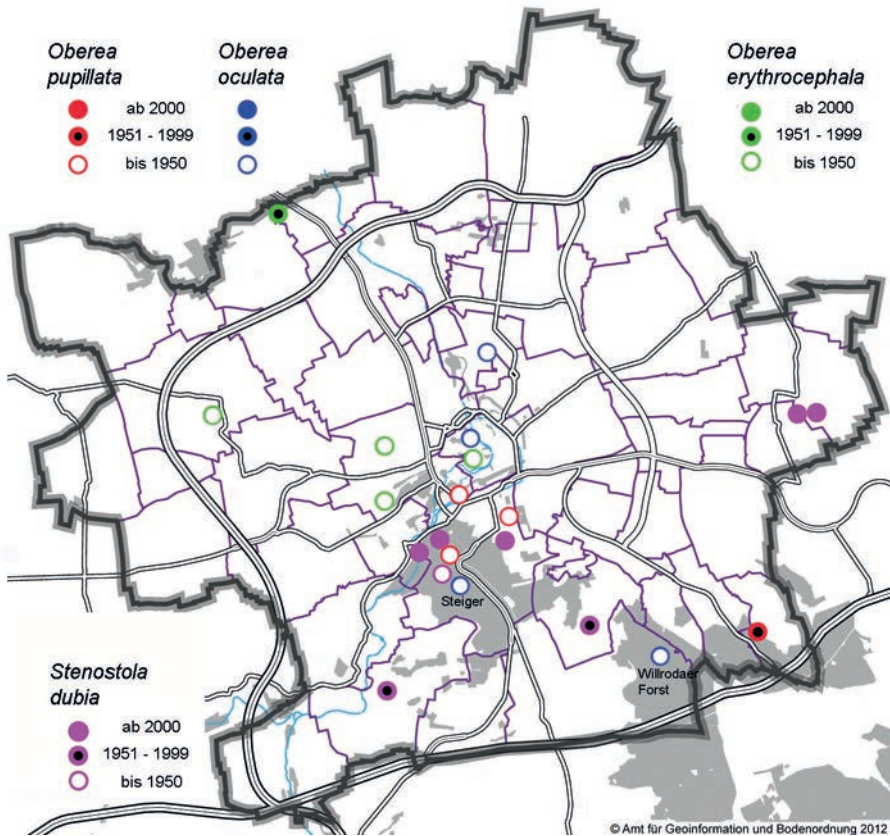 Oberea
pupillata
ab 2000
1951 - 1999
bis 1950
Oberea
oculata
Oberea
erythrocephala
ab 2000
1951 - 1999
bis 1950
Steiger
Willrodaer
Forst
Stenostola
dubia
ab 2000
1951 - 1999
bis 1950
© Amt für Geoinformation und Bodenordnung 2012